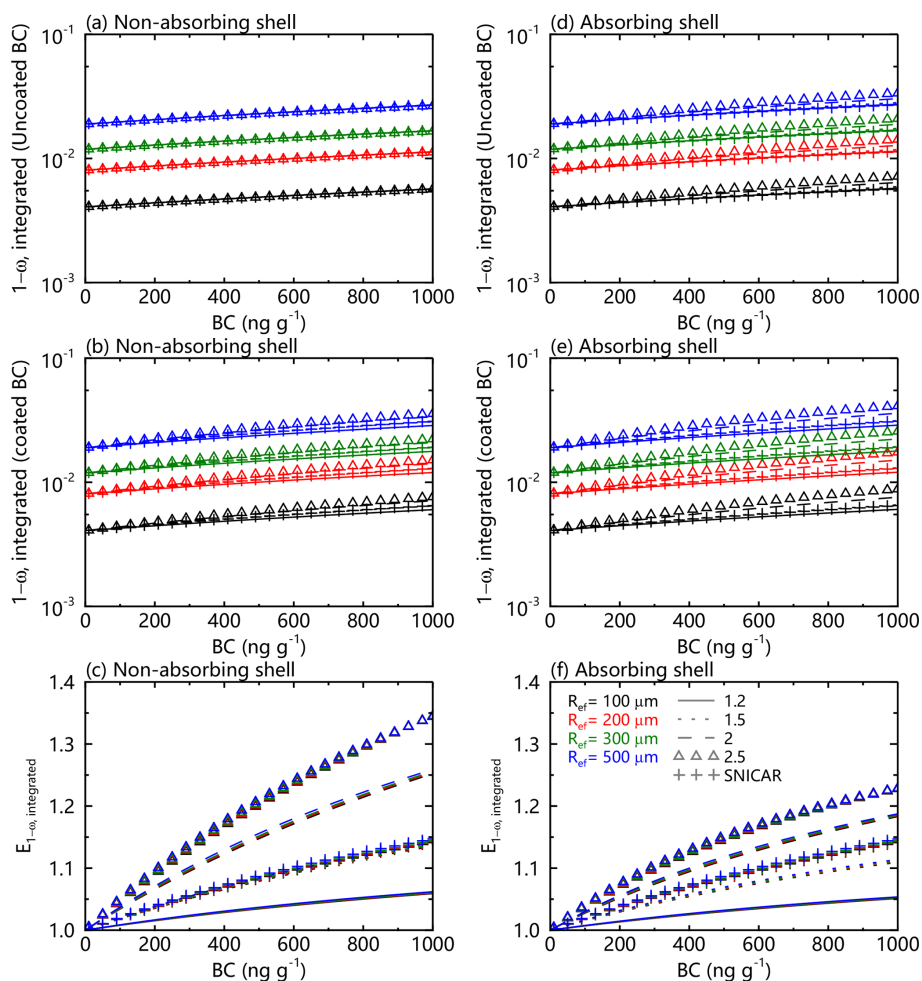 (a) Non-absorbing shell
1−ω, integrated (Uncoated BC)
10⁻¹
10⁻²
10⁻³
0 200 400 600 800 1000
BC (ng g⁻¹)
(d) Absorbing shell
1−ω, integrated (Uncoated BC)
10⁻¹
10⁻²
10⁻³
0 200 400 600 800 1000
BC (ng g⁻¹)
(b) Non-absorbing shell
1−ω, integrated (coated BC)
10⁻¹
10⁻²
10⁻³
0 200 400 600 800 1000
BC (ng g⁻¹)
(e) Absorbing shell
1−ω, integrated (coated BC)
10⁻¹
10⁻²
10⁻³
0 200 400 600 800 1000
BC (ng g⁻¹)
(c) Non-absorbing shell
E1−ω, integrated
1.4
1.3
1.2
1.1
1.0
0 200 400 600 800 1000
BC (ng g⁻¹)
(f) Absorbing shell
E1−ω, integrated
1.4
1.3
1.2
1.1
1.0
Ref= 100 μm
Ref= 200 μm
Ref= 300 μm
Ref= 500 μm
1.2
1.5
2
2.5
SNICAR
0 200 400 600 800 1000
BC (ng g⁻¹)